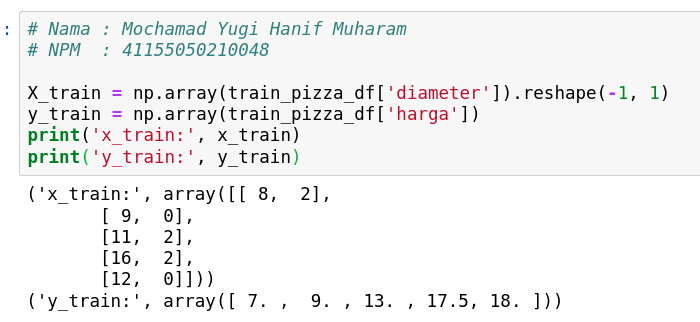 :
# Nama : Mochamad Yugi Hanif Muharam
# NPM  : 41155050210048
X_train = np.array(train_pizza_df['diameter']).reshape(-1, 1)
y_train = np.array(train_pizza_df['harga'])
print('x_train:', x_train)
print('y_train:', y_train)
('x_train:', array([[ 8,  2],
       [ 9,  0],
       [11,  2],
       [16,  2],
       [12,  0]]))
('y_train:', array([ 7. ,  9. , 13. , 17.5, 18. ]))